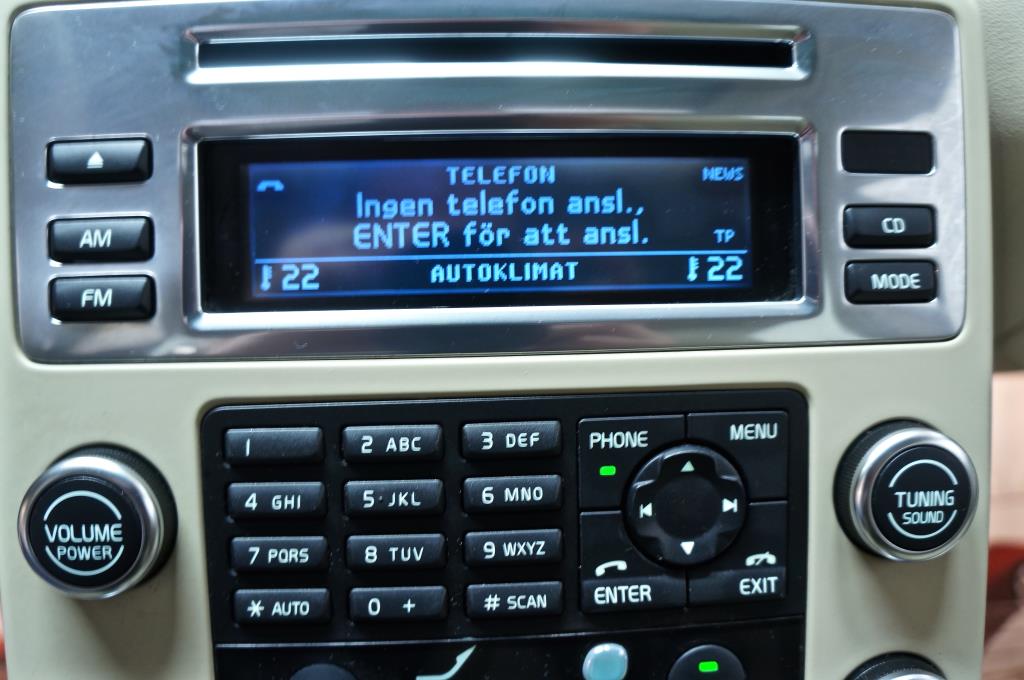 TELEFON NEWS
Ingen telefon ansl.,
ENTER för att ansl.
TP
22 AUTOKLIMAT 22
AM
FM
CD
MODE
VOLUME
POWER
1
2 ABC
3 DEF
4 GHI
5 JKL
6 MNO
7 PQRS
8 TUV
9 WXYZ
* AUTO
0 +
# SCAN
PHONE
MENU
ENTER
EXIT
TUNING
SOUND